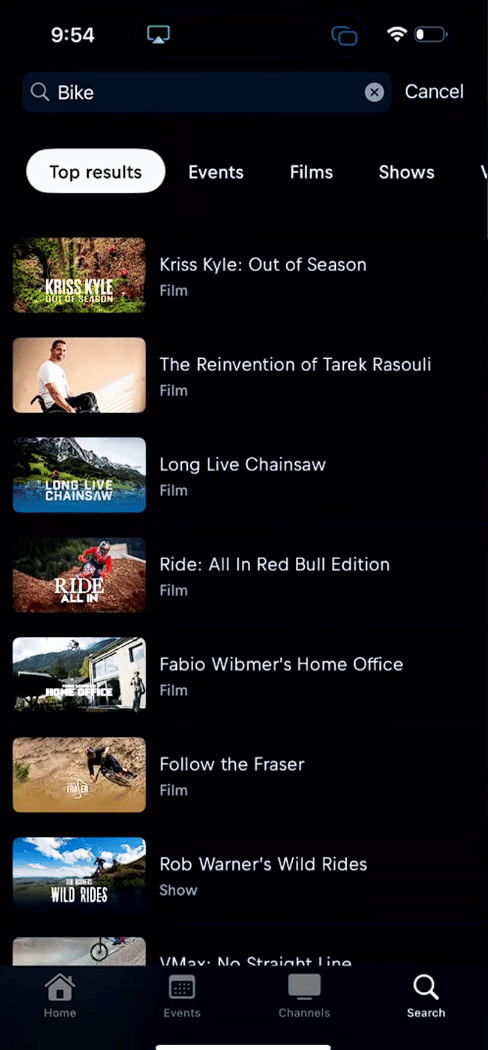 9:54
Bike
Cancel
Top results
Events
Films
Shows
KRISS KYLE
OUT OF SEASON
Kriss Kyle: Out of Season
Film
The Reinvention of Tarek Rasouli
Film
LONG LIVE
CHAINSAW
Long Live Chainsaw
Film
RIDE
ALL IN
Ride: All In Red Bull Edition
Film
HOME OFFICE
Fabio Wibmer's Home Office
Film
FRASER
Follow the Fraser
Film
ROB WARNER'S
WILD RIDES
Rob Warner's Wild Rides
Show
VMax: No Straight Line
Home
Events
Channels
Search